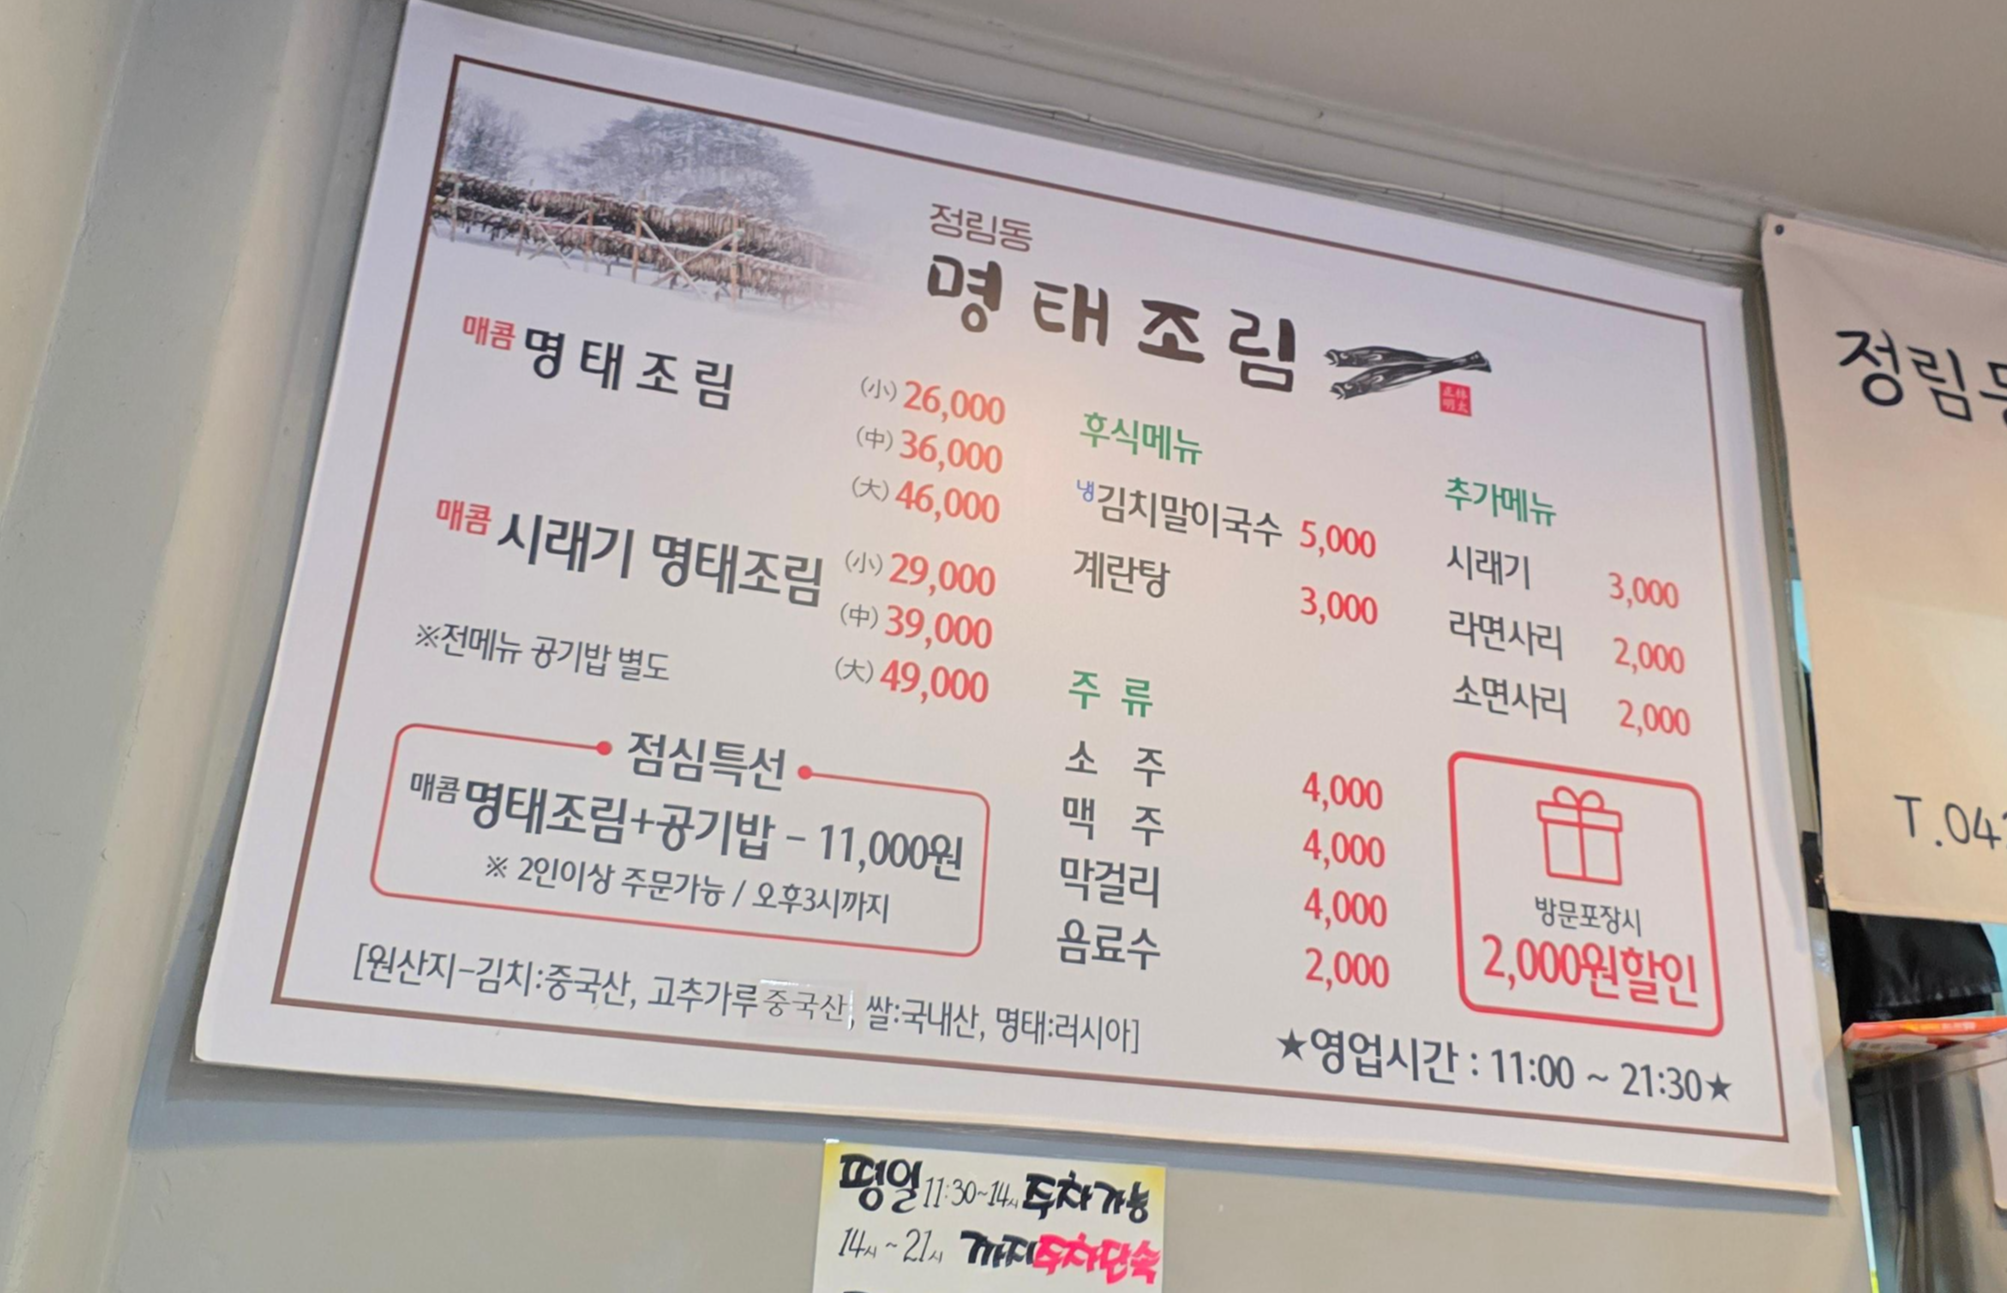 정림동
명태조림
正林
明太
매콤 명태조림
(小) 26,000
(中) 36,000
(大) 46,000
매콤 시래기 명태조림
(小) 29,000
(中) 39,000
(大) 49,000
※전메뉴 공기밥 별도
점심특선
매콤 명태조림+공기밥 - 11,000원
※ 2인이상 주문가능 / 오후3시까지
후식메뉴
냉김치말이국수 5,000
계란탕 3,000
주 류
소 주 4,000
맥 주 4,000
막걸리 4,000
음료수 2,000
추가메뉴
시래기 3,000
라면사리 2,000
소면사리 2,000
방문포장시
2,000원할인
[원산지-김치:중국산, 고추가루 중국산, 쌀:국내산, 명태:러시아]
★영업시간 : 11:00 ~ 21:30★
정림
T.04
평일 11:30~14시 주차가능
14시~21시 까지 주차단속